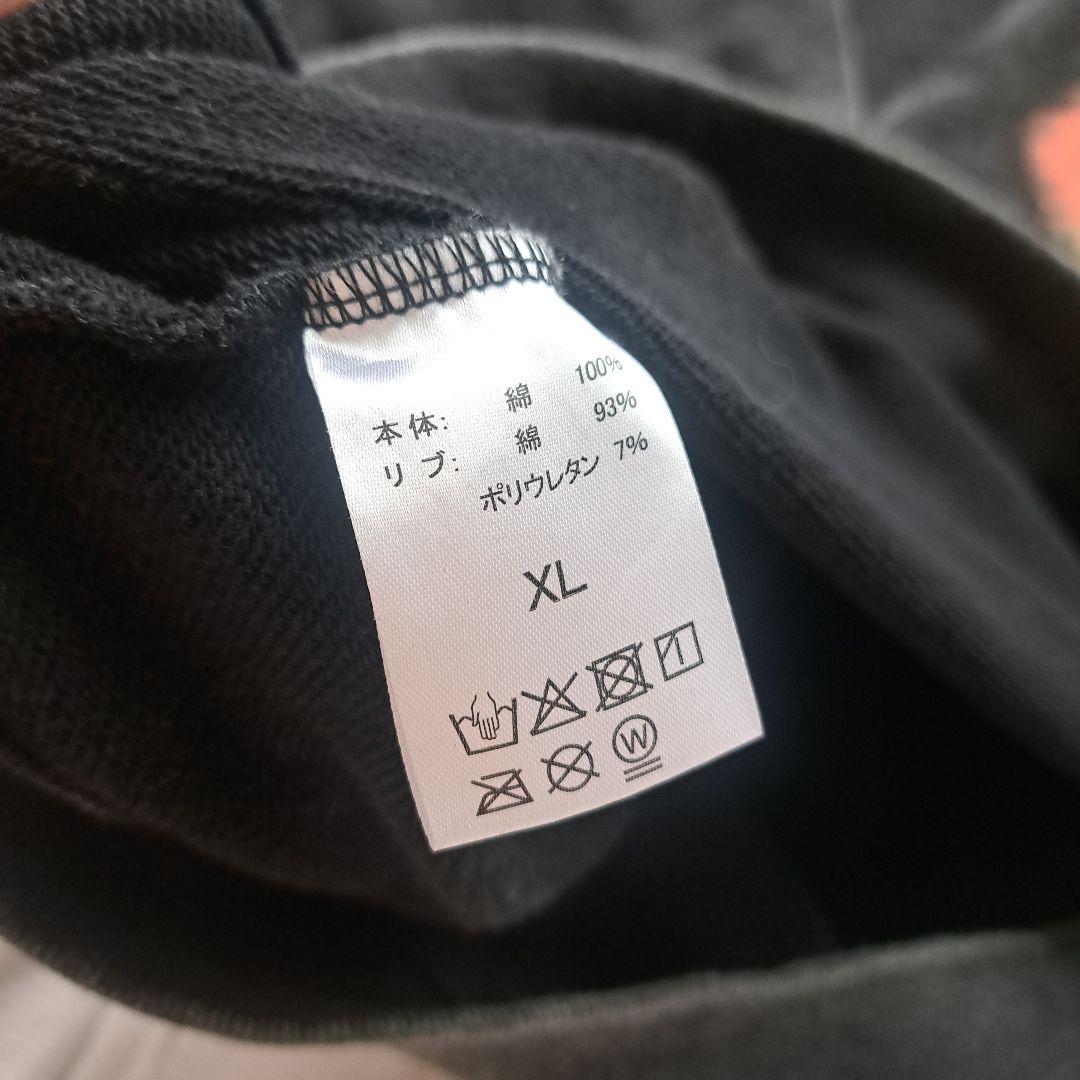 本体: 綿 100%
リブ: 綿 93%
ポリウレタン 7%
XL
W